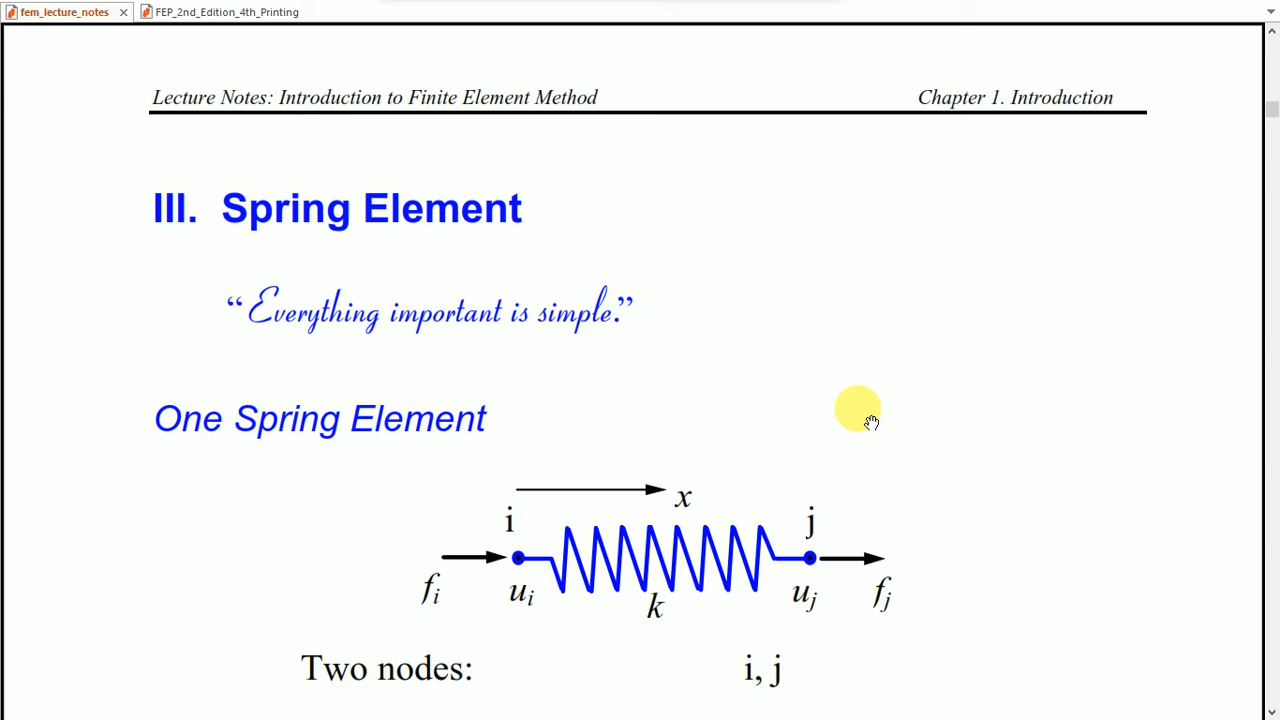 fem_lecture_notes
FEP_2nd_Edition_4th_Printing
Lecture Notes: Introduction to Finite Element Method Chapter 1. Introduction
III. Spring Element
“Everything important is simple.”
One Spring Element
x
i j
fi ui k uj fj
Two nodes: i, j